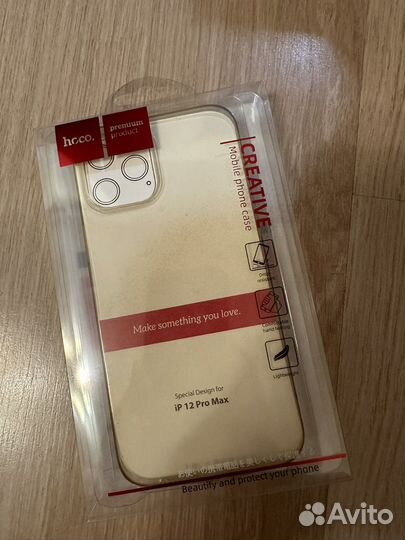 hoco.
premium
product
CREATIVE
Mobile phone case
Make something you love.
Lightweight
Special Design for
iP 12 Pro Max
Beautify and protect your phone
Avito